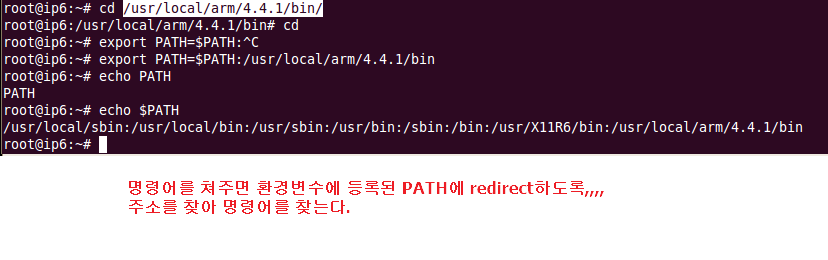 root@ip6:~# cd /usr/local/arm/4.4.1/bin/
root@ip6:/usr/local/arm/4.4.1/bin# cd
root@ip6:~# export PATH=$PATH:^C
root@ip6:~# export PATH=$PATH:/usr/local/arm/4.4.1/bin
root@ip6:~# echo PATH
PATH
root@ip6:~# echo $PATH
/usr/local/sbin:/usr/local/bin:/usr/sbin:/usr/bin:/sbin:/bin:/usr/X11R6/bin:/usr/local/arm/4.4.1/bin
root@ip6:~#
명령어를 쳐주면 환경변수에 등록된 PATH에 redirect하도록,,,,
주소를 찾아 명령어를 찾는다.